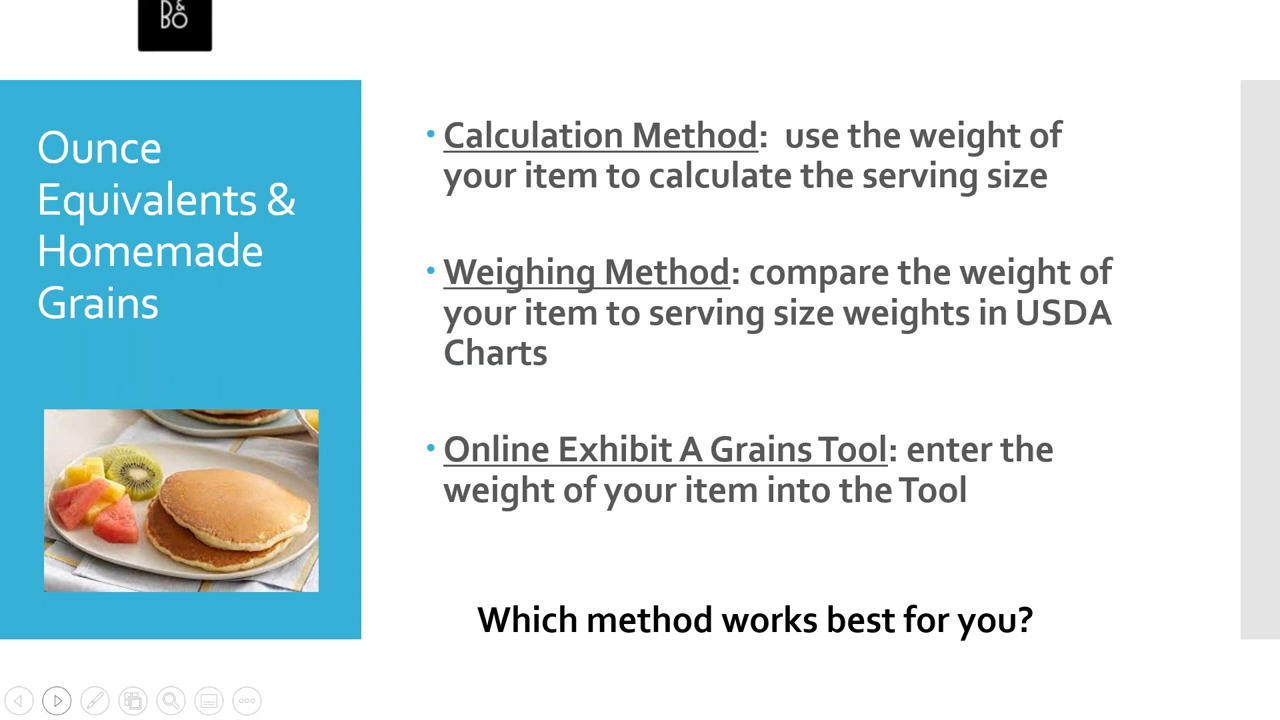 B&O
Ounce
Equivalents &
Homemade
Grains
• Calculation Method: use the weight of
your item to calculate the serving size
• Weighing Method: compare the weight of
your item to serving size weights in USDA
Charts
• Online Exhibit A Grains Tool: enter the
weight of your item into the Tool
Which method works best for you?